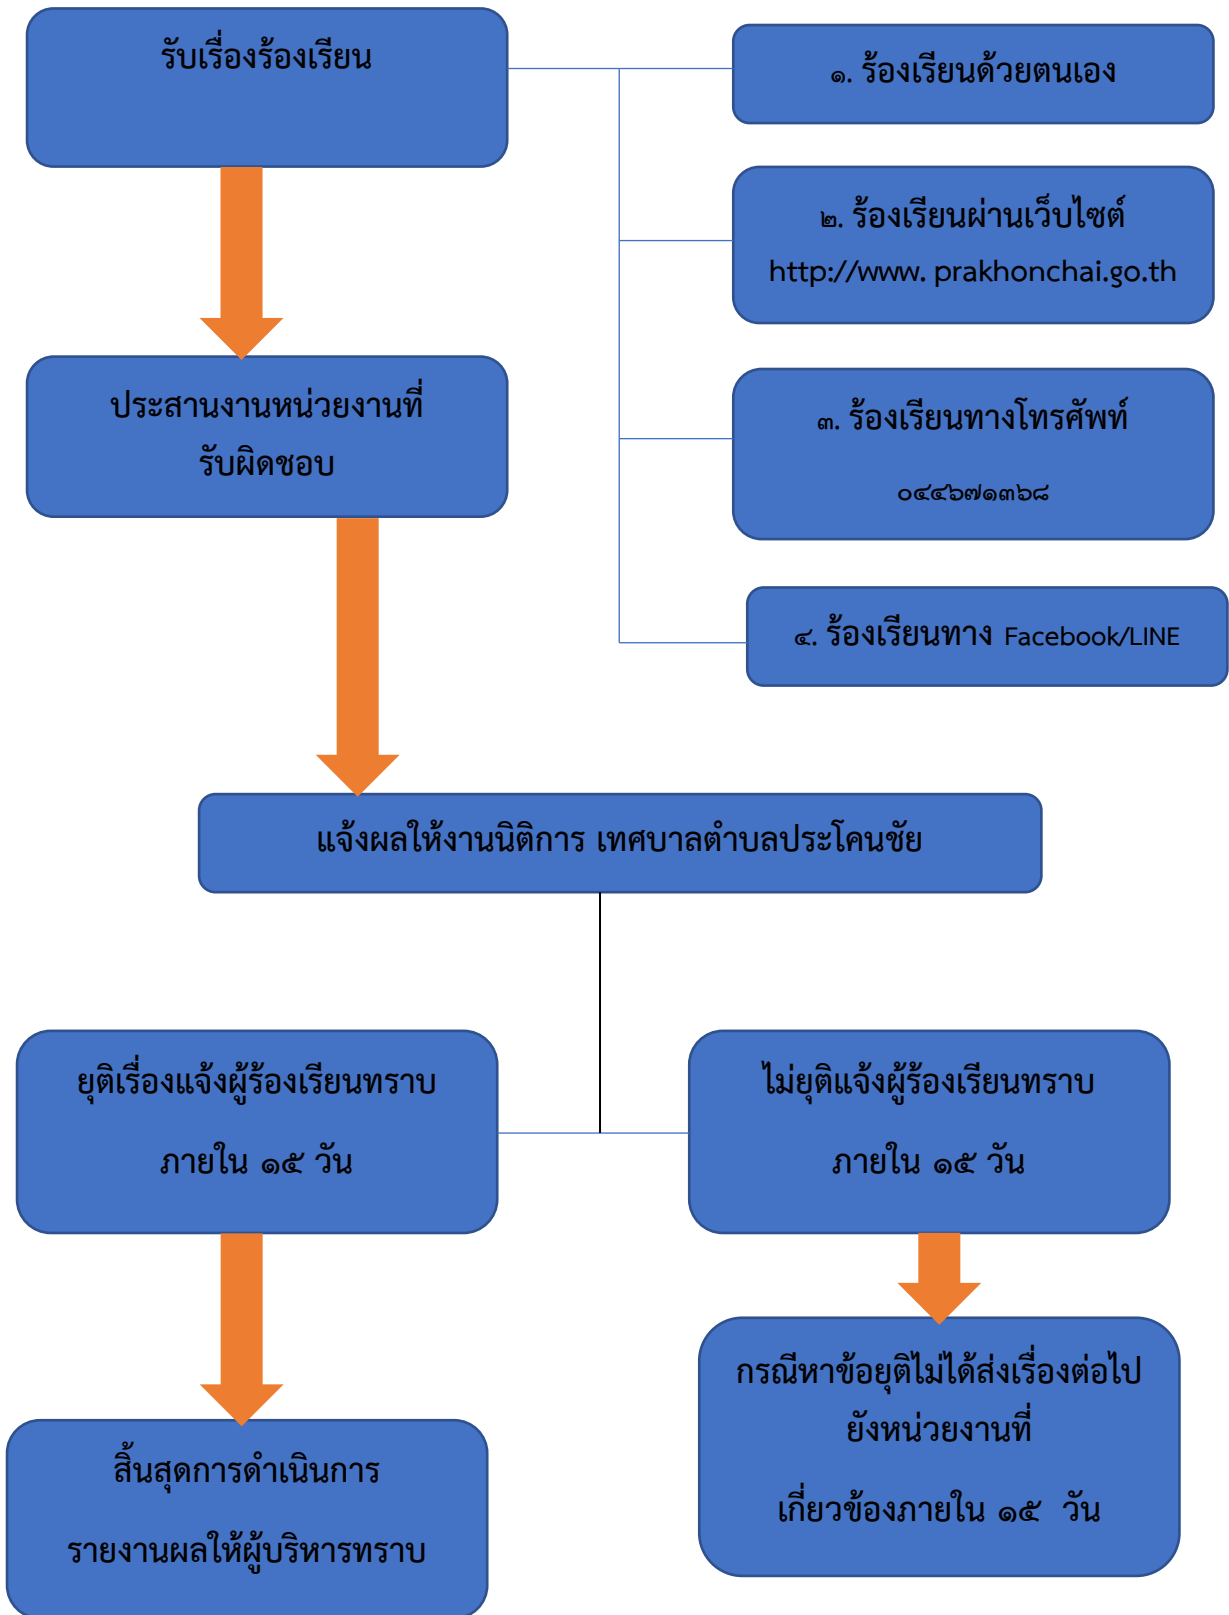 รับเรื่องร้องเรียน
๑. ร้องเรียนด้วยตนเอง
๒. ร้องเรียนผ่านเว็บไซต์
http://www. prakhonchai.go.th
๓. ร้องเรียนทางโทรศัพท์
๐๔๔๖๗๑๓๖๘
๔. ร้องเรียนทาง Facebook/LINE
ประสานงานหน่วยงานที่
รับผิดชอบ
แจ้งผลให้งานนิติการ เทศบาลตำบลประโคนชัย
ยุติเรื่องแจ้งผู้ร้องเรียนทราบ
ภายใน ๑๕ วัน
ไม่ยุติแจ้งผู้ร้องเรียนทราบ
ภายใน ๑๕ วัน
สิ้นสุดการดำเนินการ
รายงานผลให้ผู้บริหารทราบ
กรณีหาข้อยุติไม่ได้ส่งเรื่องต่อไป
ยังหน่วยงานที่
เกี่ยวข้องภายใน ๑๕ วัน